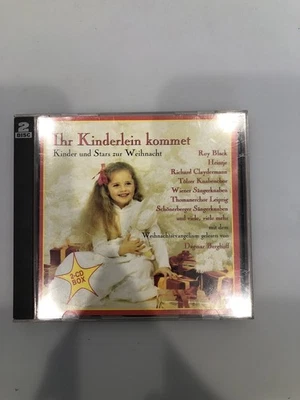 2
DISC
Ihr Kinderlein kommet
Kinder und Stars zur Weihnacht
Roy Black
Heintje
Richard Clayderman
Tölzer Knabenchor
Wiener Sängerknaben
Thomanerchor Leipzig
Schöneberger Sängerknaben
und viele, viele mehr
mit dem
Weihnachtsevangelium gelesen von
Dagmar Berghoff
2-CD
BOX